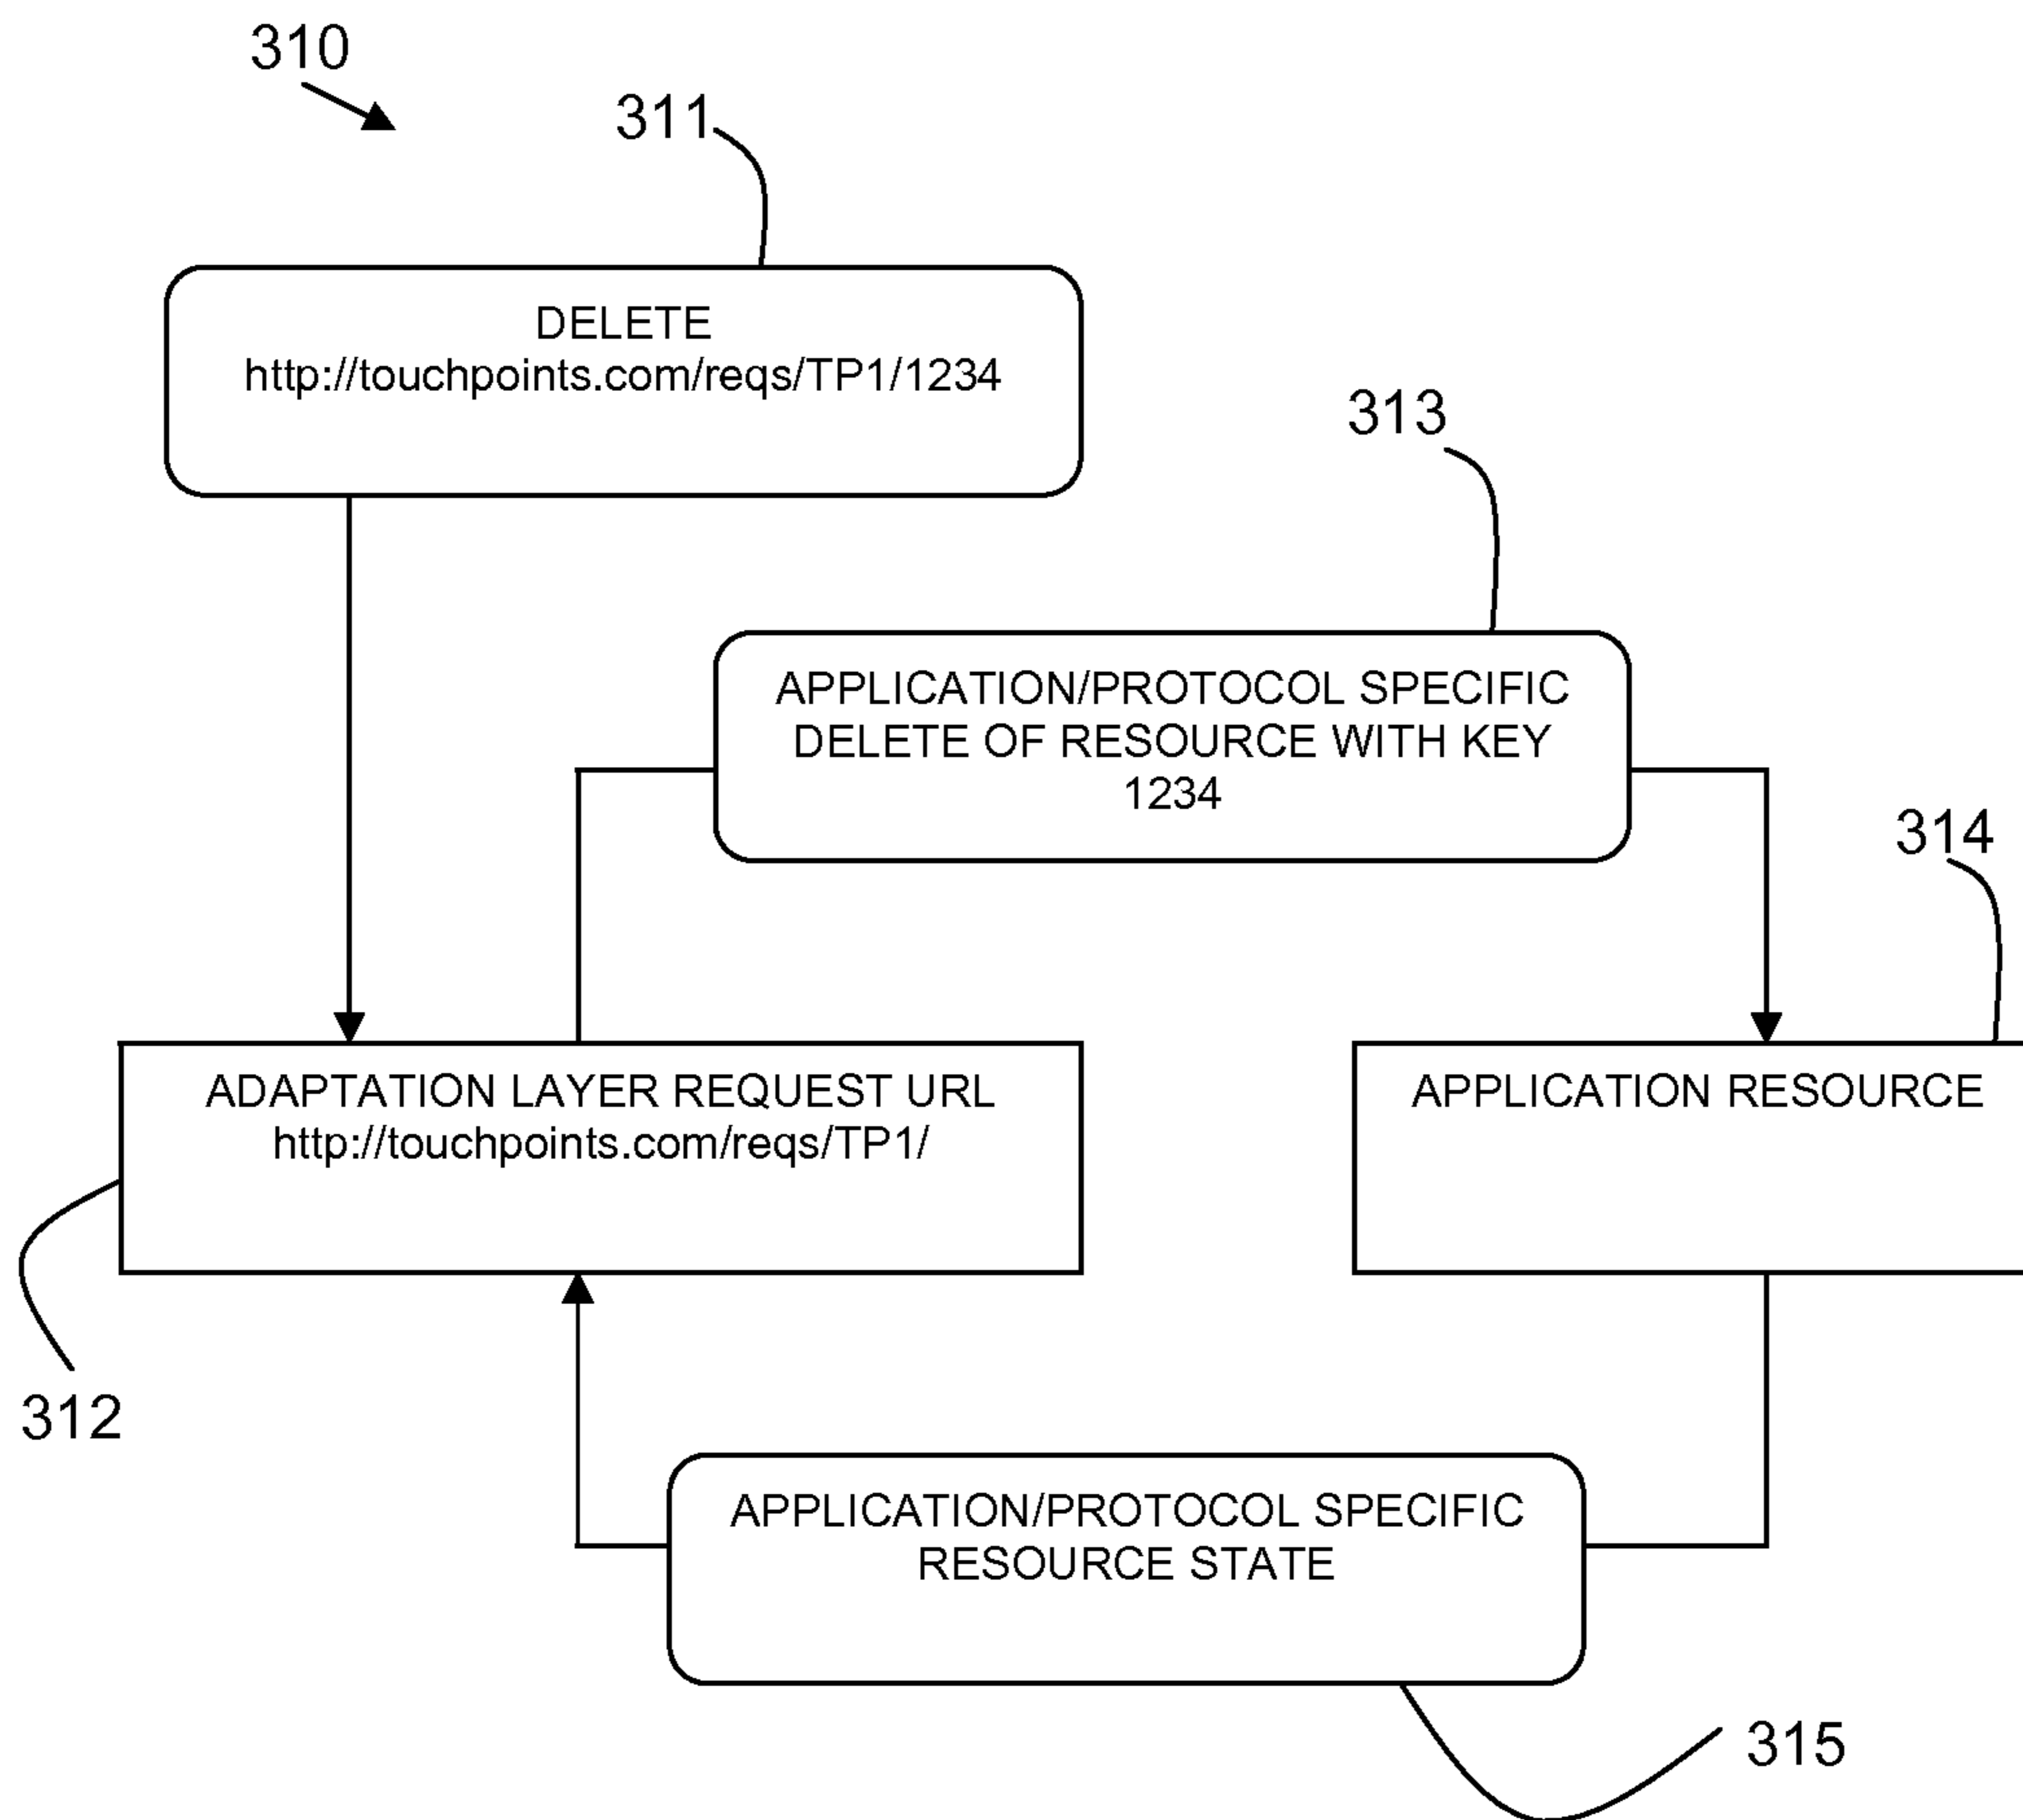 310
311
DELETE
http://touchpoints.com/reqs/TP1/1234
313
APPLICATION/PROTOCOL SPECIFIC
DELETE OF RESOURCE WITH KEY
1234
314
ADAPTATION LAYER REQUEST URL
http://touchpoints.com/reqs/TP1/
APPLICATION RESOURCE
312
APPLICATION/PROTOCOL SPECIFIC
RESOURCE STATE
315